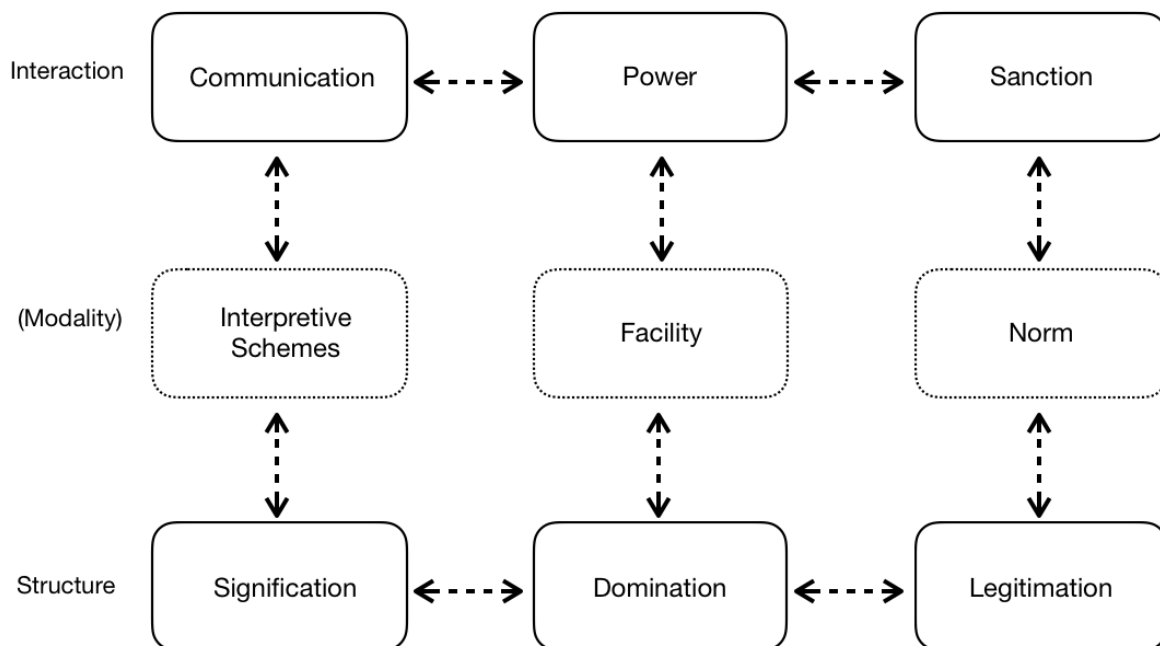 Interaction
Communication
Power
Sanction
(Modality)
Interpretive
Schemes
Facility
Norm
Structure
Signification
Domination
Legitimation